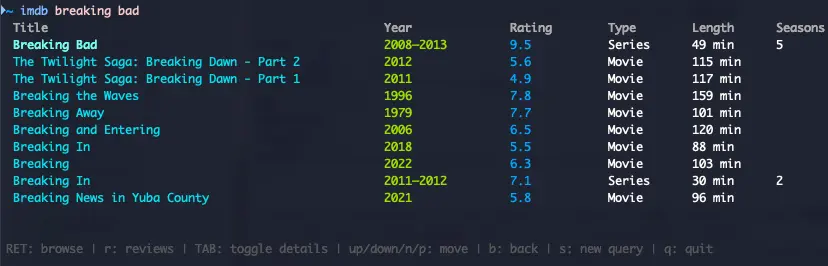 ~ imdb breaking bad
Title Year Rating Type Length Seasons
Breaking Bad 2008–2013 9.5 Series 49 min 5
The Twilight Saga: Breaking Dawn - Part 2 2012 5.6 Movie 115 min
The Twilight Saga: Breaking Dawn - Part 1 2011 4.9 Movie 117 min
Breaking the Waves 1996 7.8 Movie 159 min
Breaking Away 1979 7.7 Movie 101 min
Breaking and Entering 2006 6.5 Movie 120 min
Breaking In 2018 5.5 Movie 88 min
Breaking 2022 6.3 Movie 103 min
Breaking In 2011–2012 7.1 Series 30 min 2
Breaking News in Yuba County 2021 5.8 Movie 96 min
RET: browse | r: reviews | TAB: toggle details | up/down/n/p: move | b: back | s: new query | q: quit